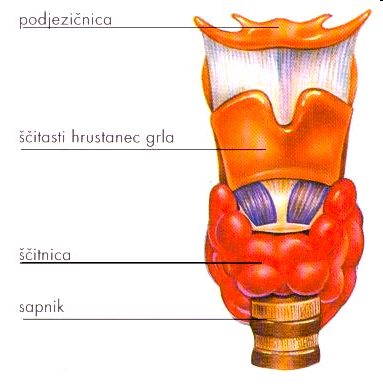 podjezičnica
ščitasti hrustanec grla
ščitnica
sapnik